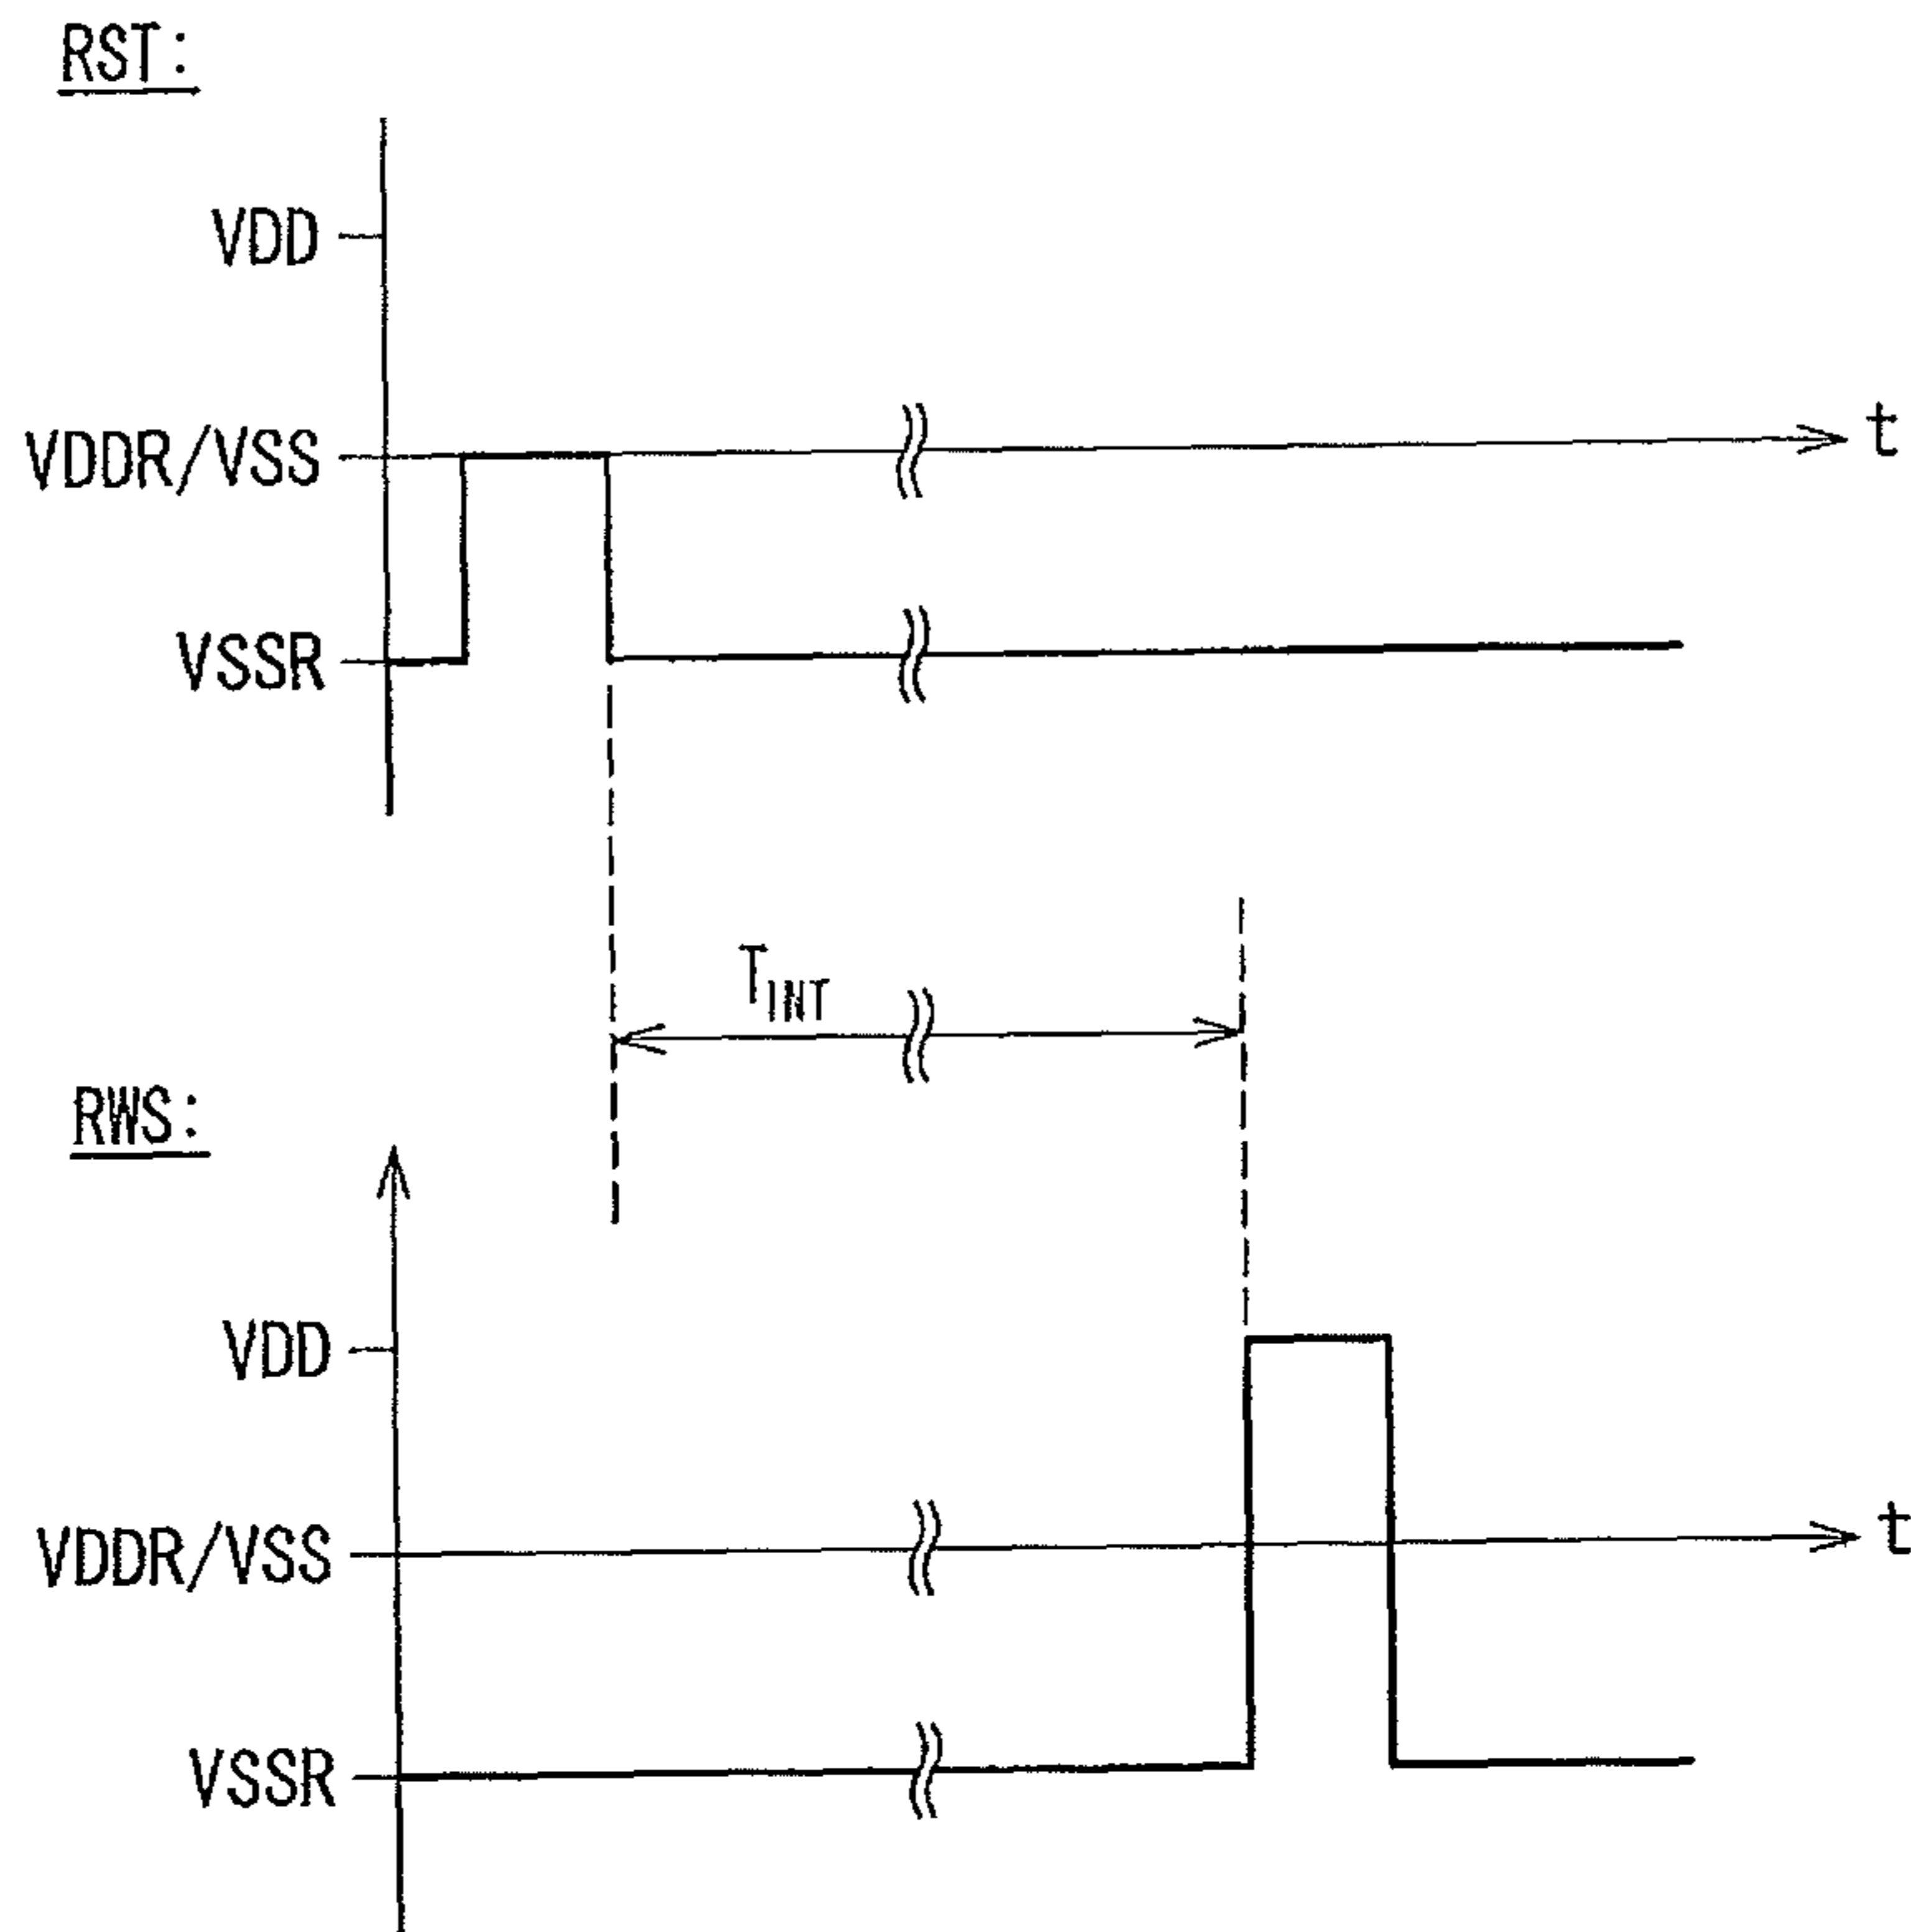 RST:
VDD
VDDR/VSS
t
VSSR
TINT
RWS:
VDD
VDDR/VSS
t
VSSR